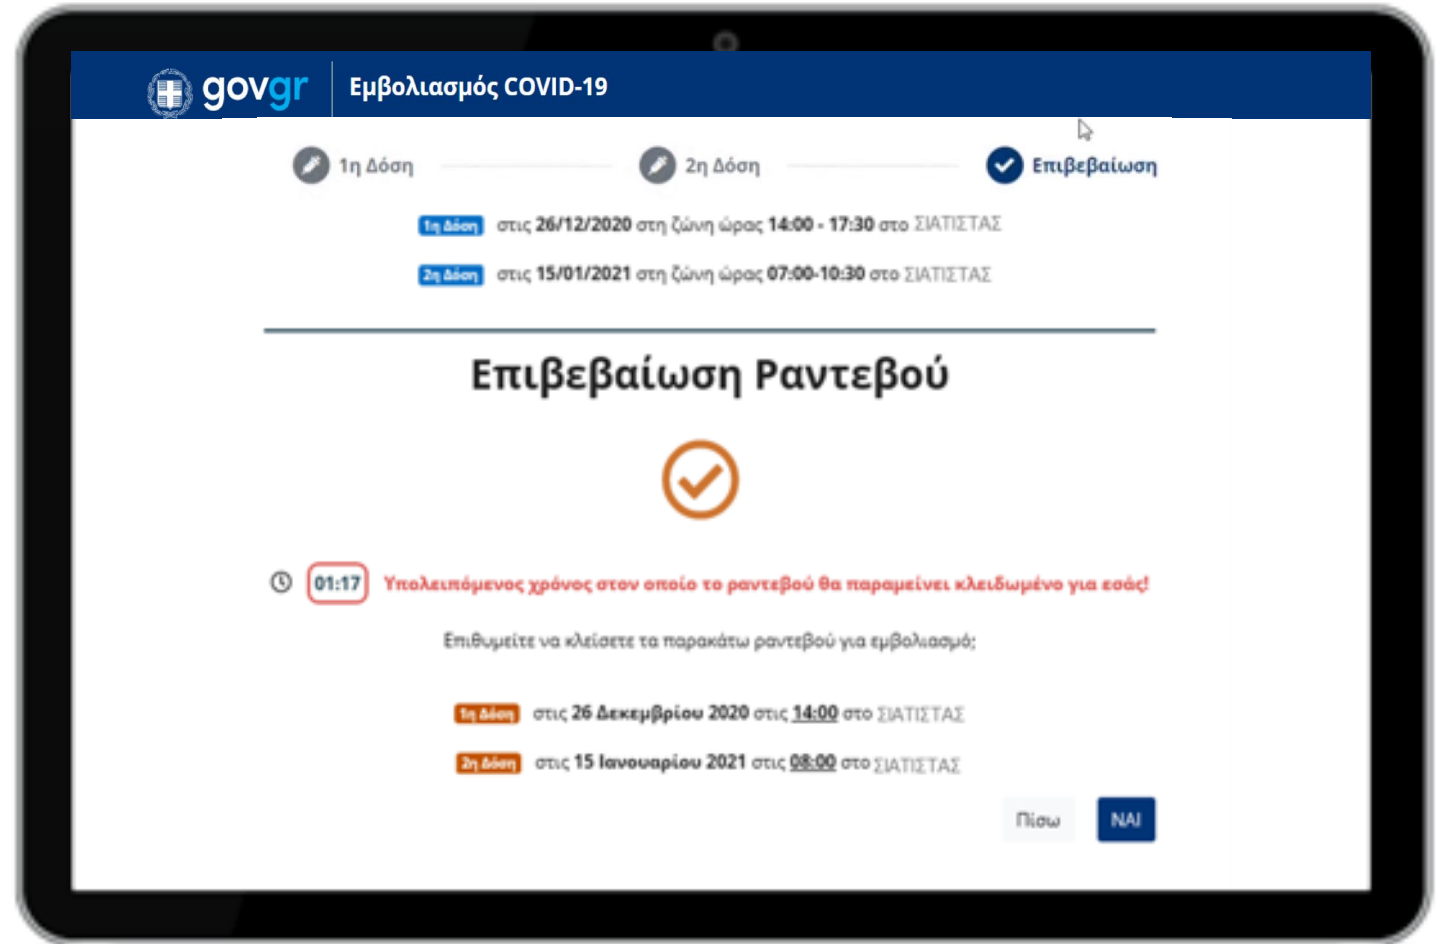 govgr Εμβολιασμός COVID-19
1η Δόση 2η Δόση Επιβεβαίωση
1η Δόση στις 26/12/2020 στη ζώνη ώρας 14:00 - 17:30 στο ΣΙΑΤΙΣΤΑΣ
2η Δόση στις 15/01/2021 στη ζώνη ώρας 07:00-10:30 στο ΣΙΑΤΙΣΤΑΣ
Επιβεβαίωση Ραντεβού
01:17 Υπολειπόμενος χρόνος στον οποίο το ραντεβού θα παραμείνει κλειδωμένο για εσάς!
Επιθυμείτε να κλείσετε τα παρακάτω ραντεβού για εμβολιασμό;
1η Δόση στις 26 Δεκεμβρίου 2020 στις 14:00 στο ΣΙΑΤΙΣΤΑΣ
2η Δόση στις 15 Ιανουαρίου 2021 στις 08:00 στο ΣΙΑΤΙΣΤΑΣ
Πίσω ΝΑΙ